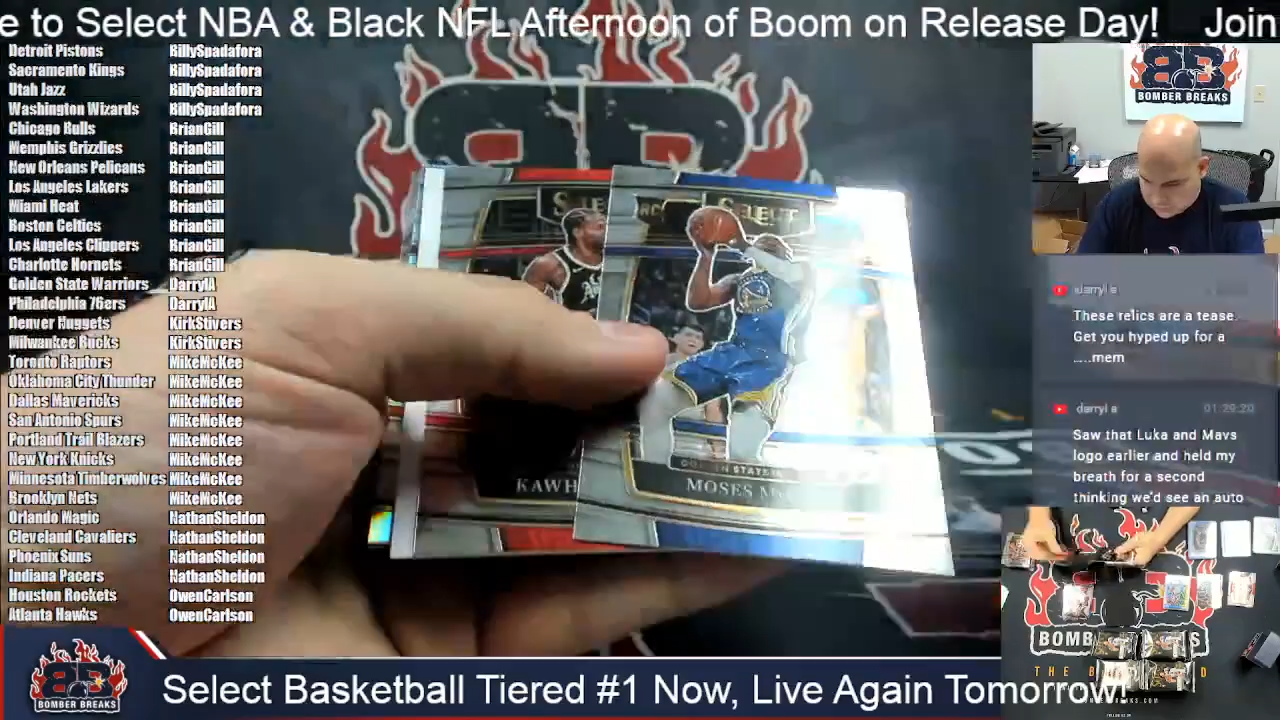 e to Select NBA & Black NFL Afternoon of Boom on Release Day! Join
Detroit Pistons BillySpadafora
Sacramento Kings BillySpadafora
Utah Jazz BillySpadafora
Washington Wizards BillySpadafora
Chicago Bulls BrianGill
Memphis Grizzlies BrianGill
New Orleans Pelicans BrianGill
Los Angeles Lakers BrianGill
Miami Heat BrianGill
Boston Celtics BrianGill
Los Angeles Clippers BrianGill
Charlotte Hornets BrianGill
Golden State Warriors DarrylA
Philadelphia 76ers DarrylA
Denver Nuggets KirkStivers
Milwaukee Bucks KirkStivers
Toronto Raptors MikeMcKee
Oklahoma City Thunder MikeMcKee
Dallas Mavericks MikeMcKee
San Antonio Spurs MikeMcKee
Portland Trail Blazers MikeMcKee
New York Knicks MikeMcKee
Minnesota Timberwolves MikeMcKee
Brooklyn Nets MikeMcKee
Orlando Magic NathanSheldon
Cleveland Cavaliers NathanSheldon
Phoenix Suns NathanSheldon
Indiana Pacers NathanSheldon
Houston Rockets OwenCarlson
Atlanta Hawks OwenCarlson
SELECT
KAWH
MOSES
BOMBER BREAKS
darryl a
These relics are a tease.
Get you hyped up for a
.....mem
darryl a 01:29:20
Saw that Luka and Mavs
logo earlier and held my
breath for a second
thinking we'd see an auto
BOMB S
BOMBER BREAKS
Select Basketball Tiered #1 Now, Live Again Tomorrow!